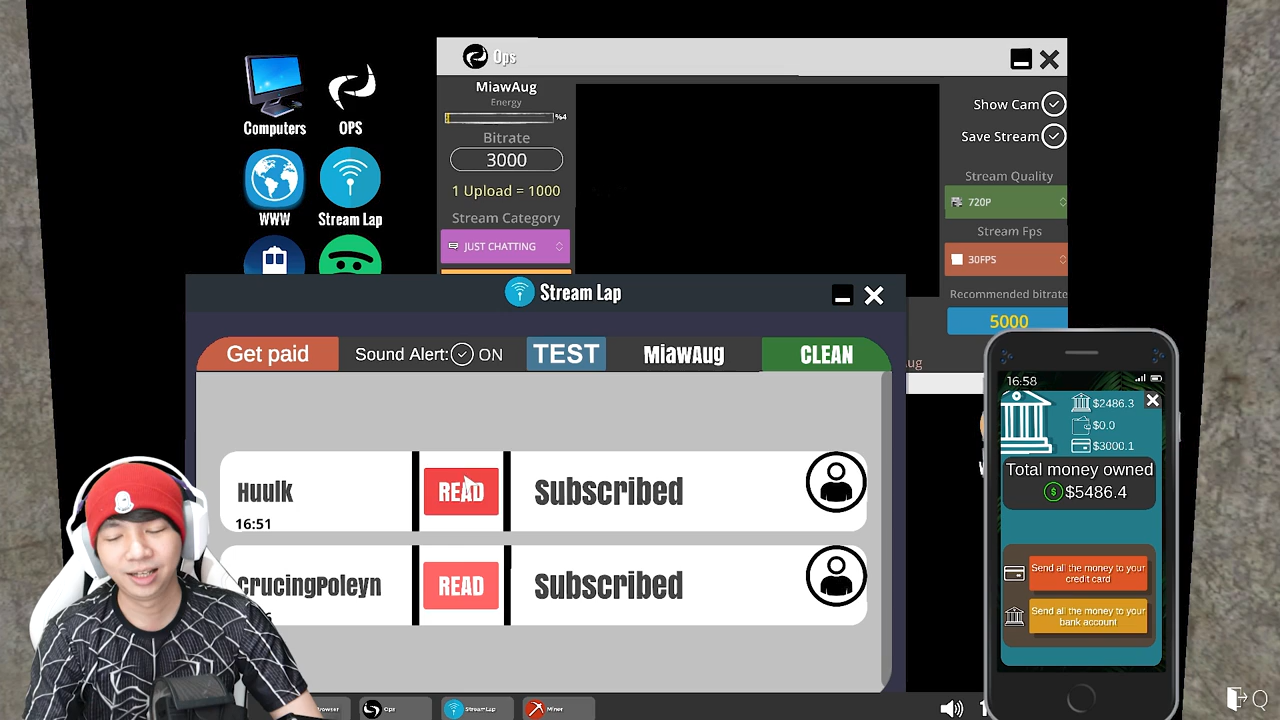 Computers
OPS
WWW
Stream Lap
Ops
MiawAug
Energy
%4
Bitrate
3000
1 Upload = 1000
Stream Category
JUST CHATTING
Show Cam
Save Stream
Stream Quality
720P
Stream Fps
30FPS
Recommended bitrate
5000
Stream Lap
Get paid
Sound Alert: ON
TEST
MiawAug
CLEAN
Huulk
16:51
READ
Subscribed
CrucingPoleyn
READ
Subscribed
16:58
$2486.3
$0.0
$3000.1
Total money owned
$5486.4
Send all the money to your
credit card
Send all the money to your
bank account
Ops
StreamLap
Miner
Q